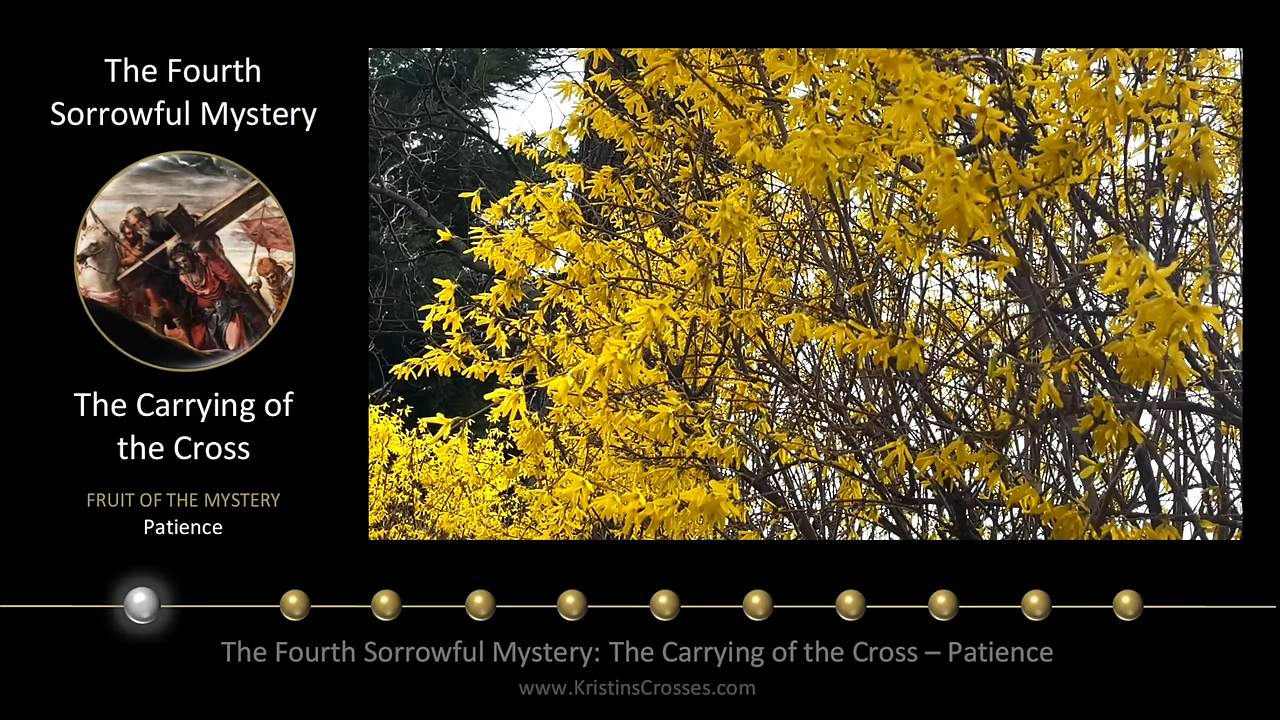 The Fourth
Sorrowful Mystery
The Carrying of
the Cross
FRUIT OF THE MYSTERY
Patience
The Fourth Sorrowful Mystery: The Carrying of the Cross – Patience
www.KristinsCrosses.com